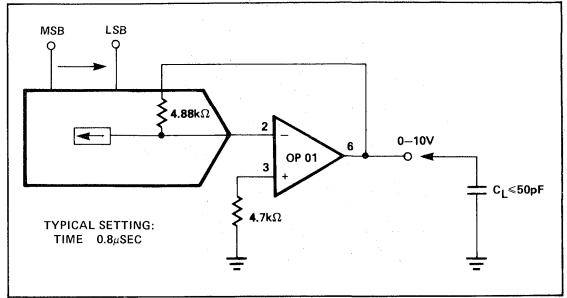 MSB
LSB
4.88kΩ
2
−
OP 01
6
0–10V
3
+
CL≤50pF
4.7kΩ
TYPICAL SETTING:
TIME 0.8µSEC